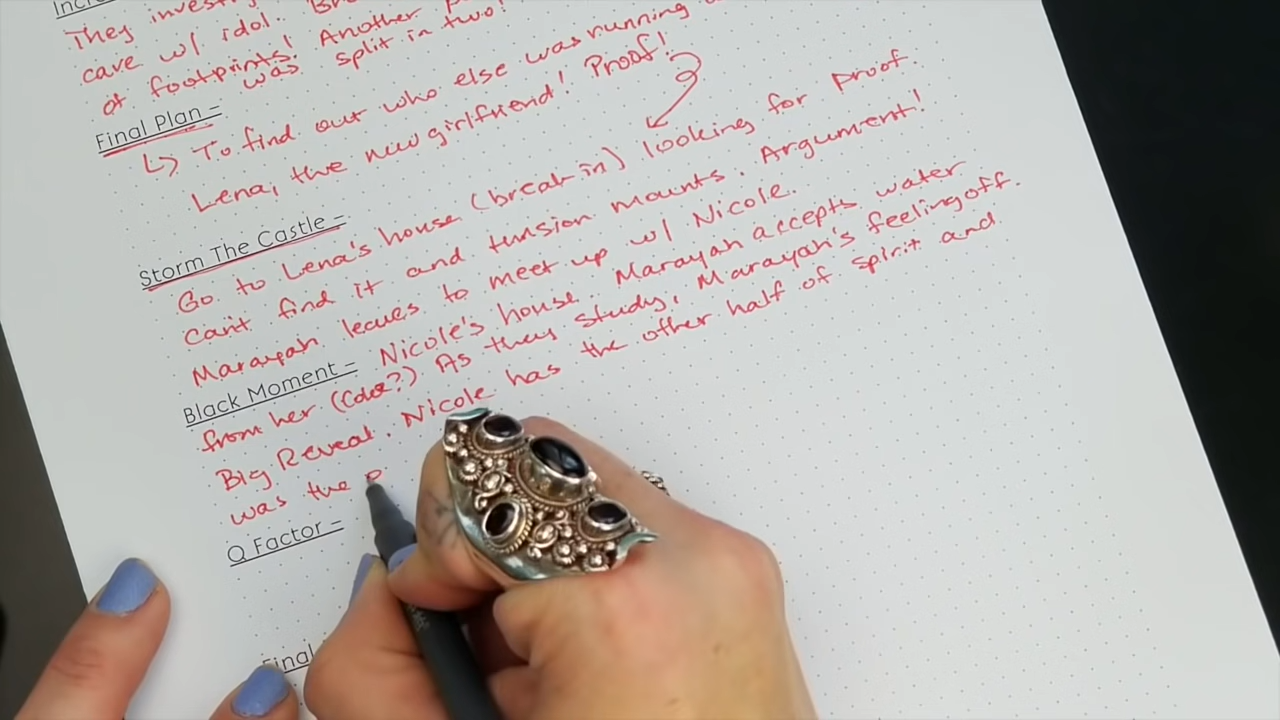 They investig
cave w/ idol.
of footprints! Another
was split in two!
Final Plan =
↳ To find out who else was running
Lena, the new girlfriend! Proof!
Storm The Castle =
Go to Lena's house (break in) looking for proof.
can't find it and tension mounts. Argument!
Marayah leaves to meet up w/ Nicole.
Black Moment = Nicole's house. Marayah accepts water
from her (Coke?) As they study, Marayah's feeling off.
Big Reveal. Nicole has the other half of spirit and
was the
Q Factor =
Final